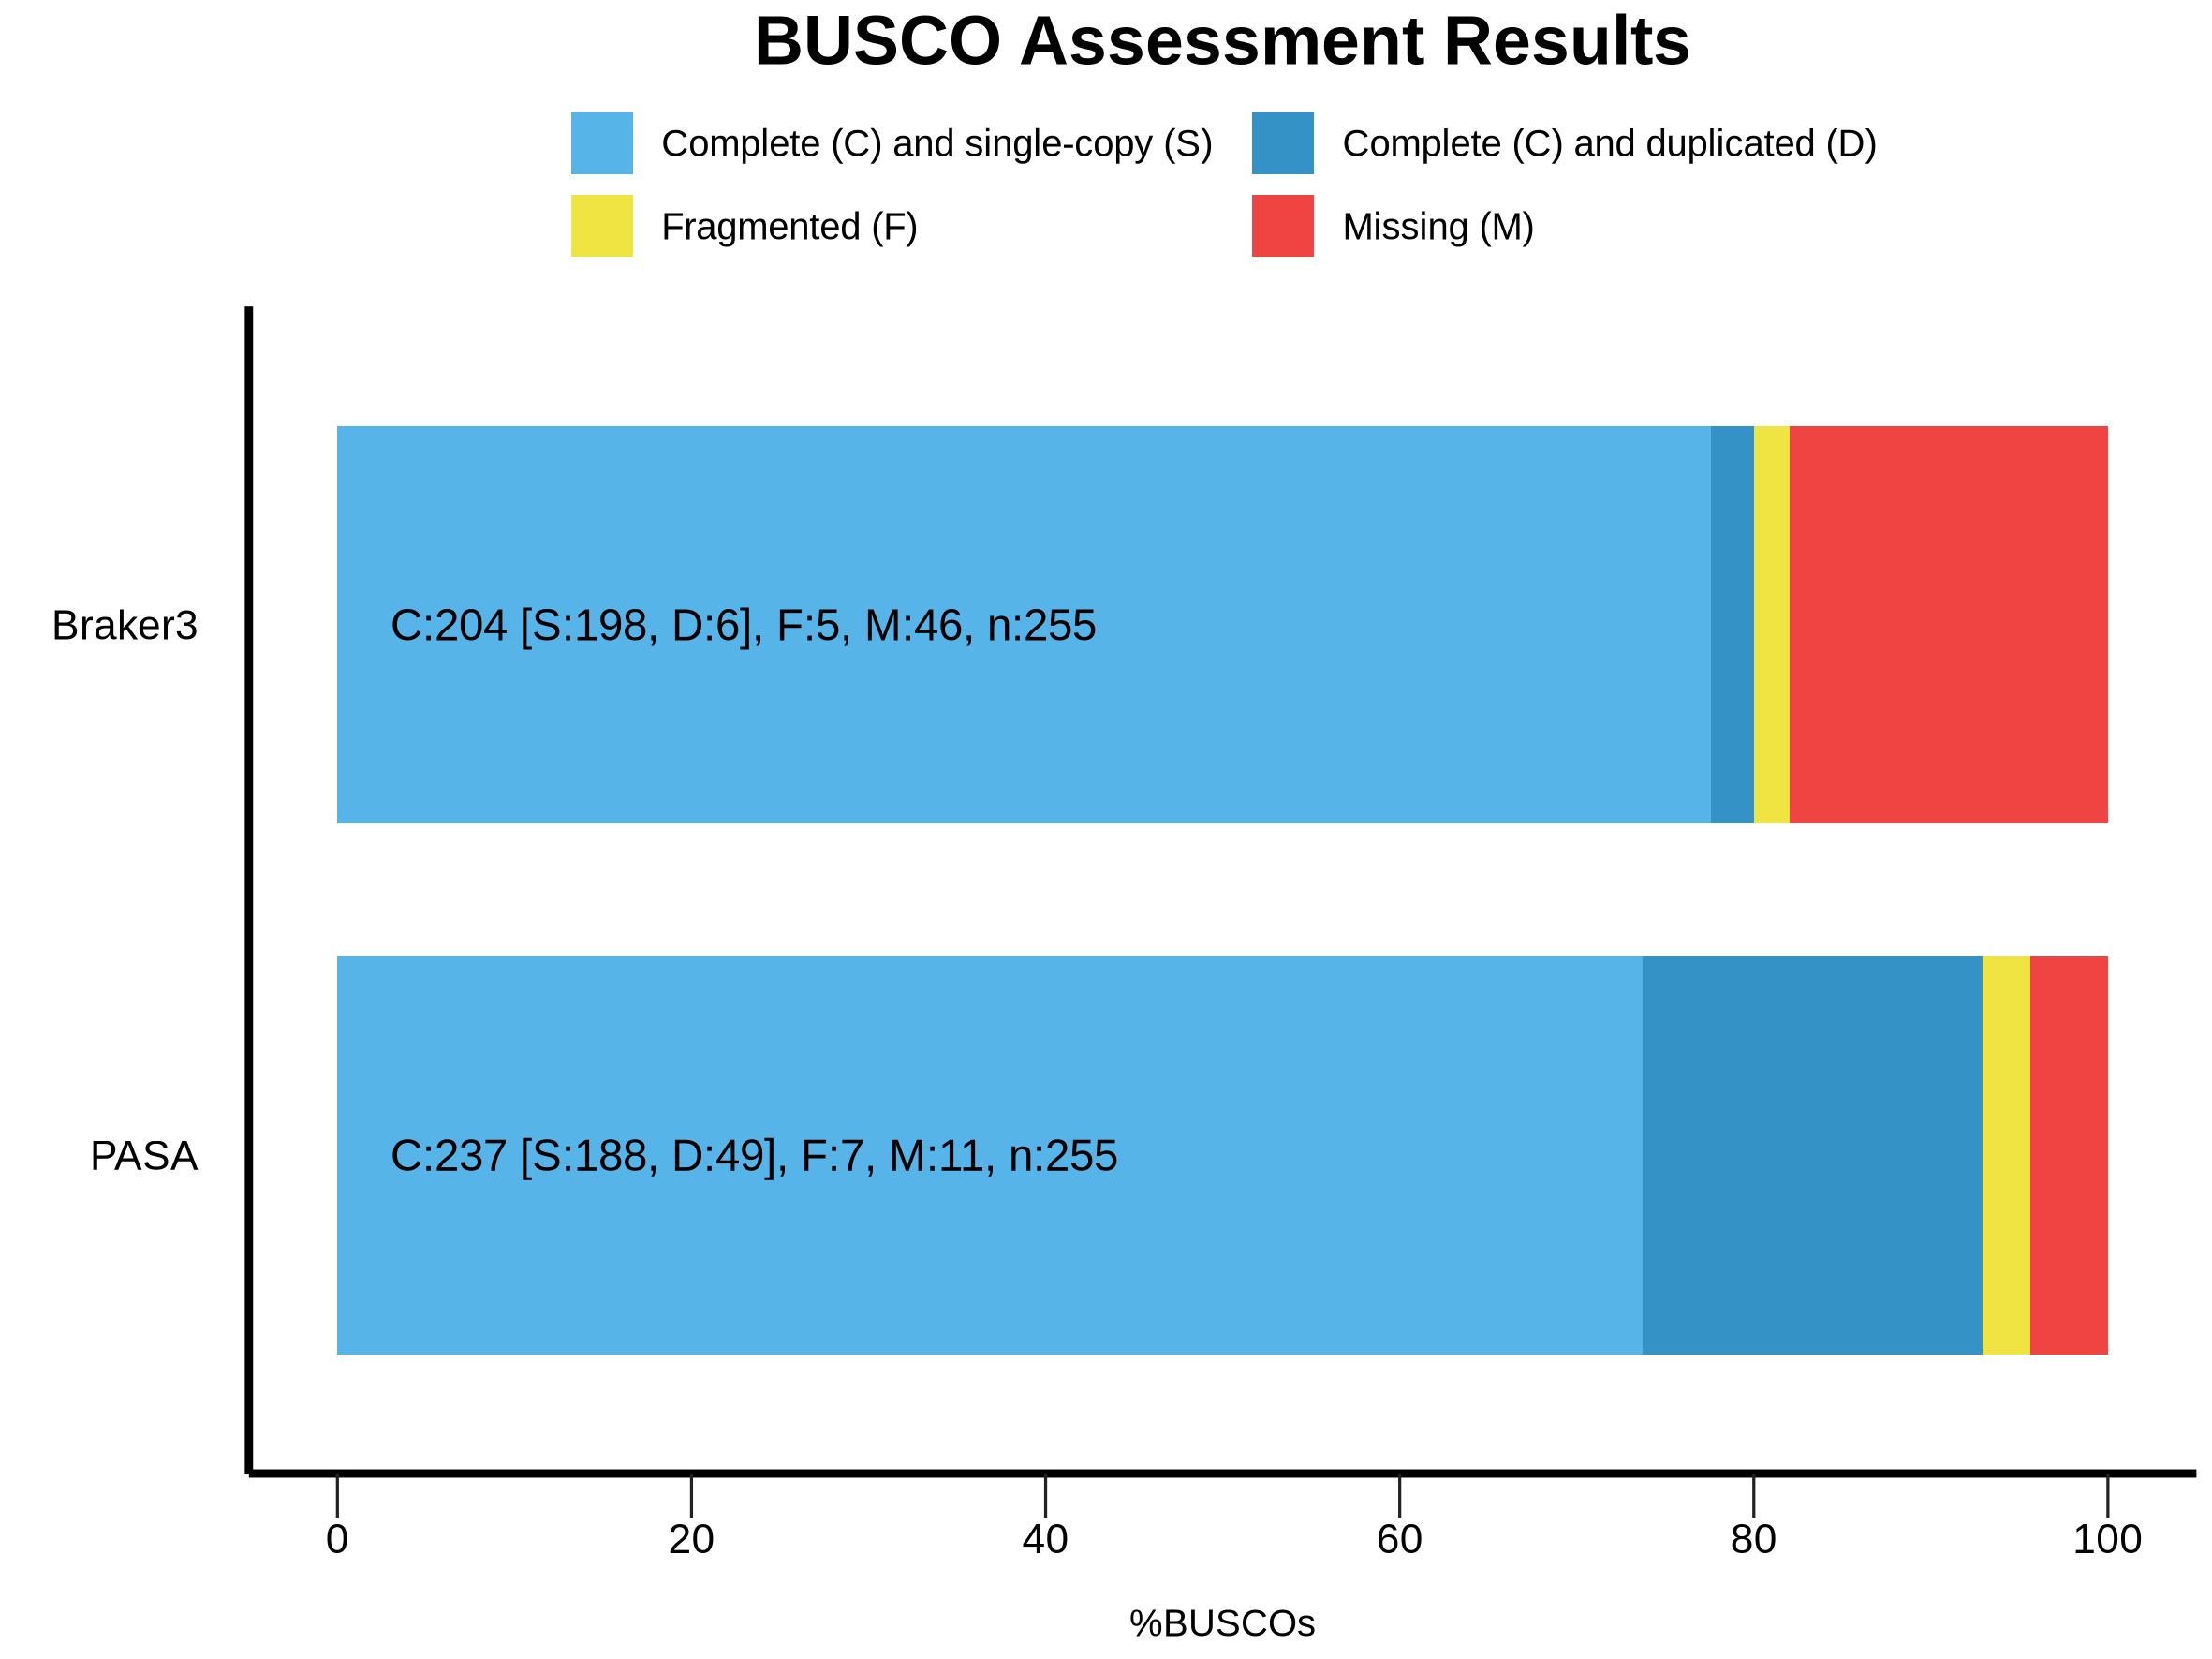 BUSCO Assessment Results
Complete (C) and single-copy (S) Complete (C) and duplicated (D)
Fragmented (F) Missing (M)
Braker3 C:204 [S:198, D:6], F:5, M:46, n:255
PASA C:237 [S:188, D:49], F:7, M:11, n:255
0 20 40 60 80 100
%BUSCOs